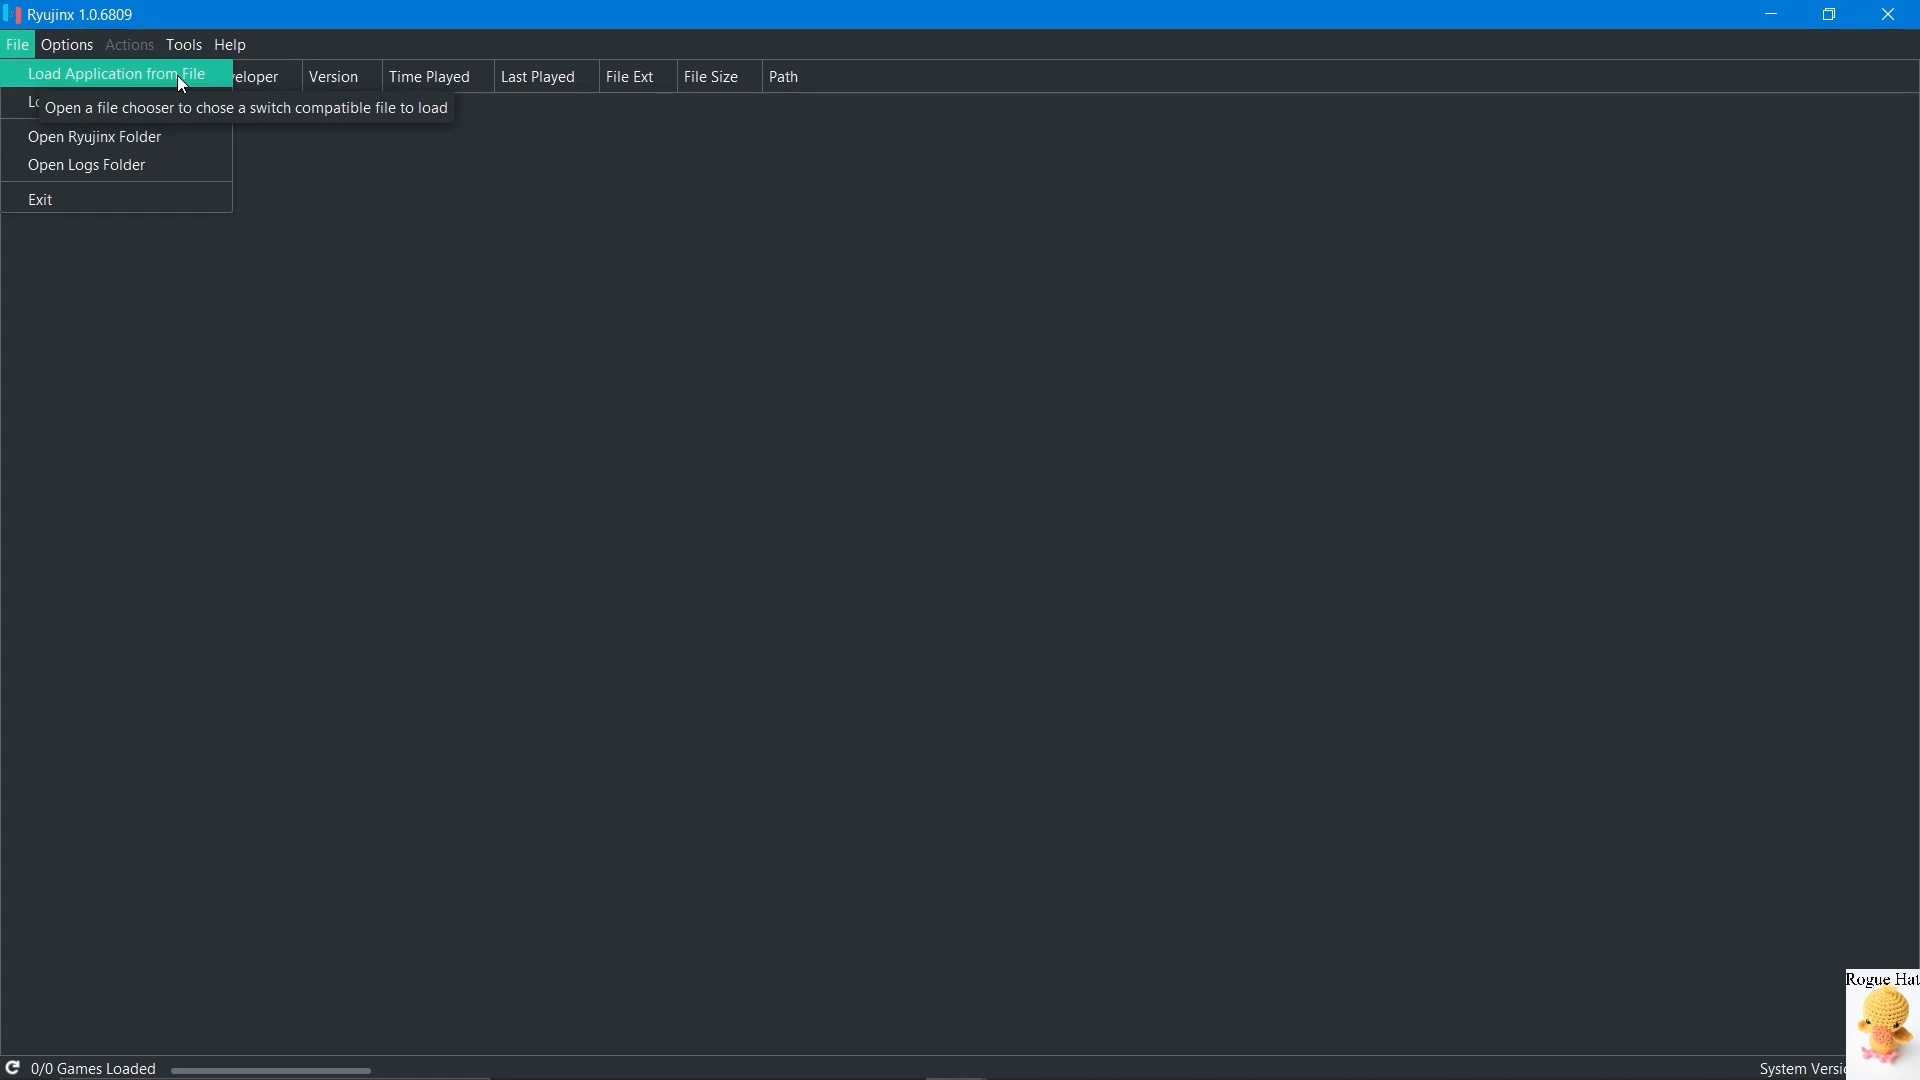 Ryujinx 1.0.6809
File Options Actions Tools Help
Load Application from File
veloper Version Time Played Last Played File Ext File Size Path
Lo
Open a file chooser to chose a switch compatible file to load
Open Ryujinx Folder
Open Logs Folder
Exit
Rogue Hat
0/0 Games Loaded
System Versi